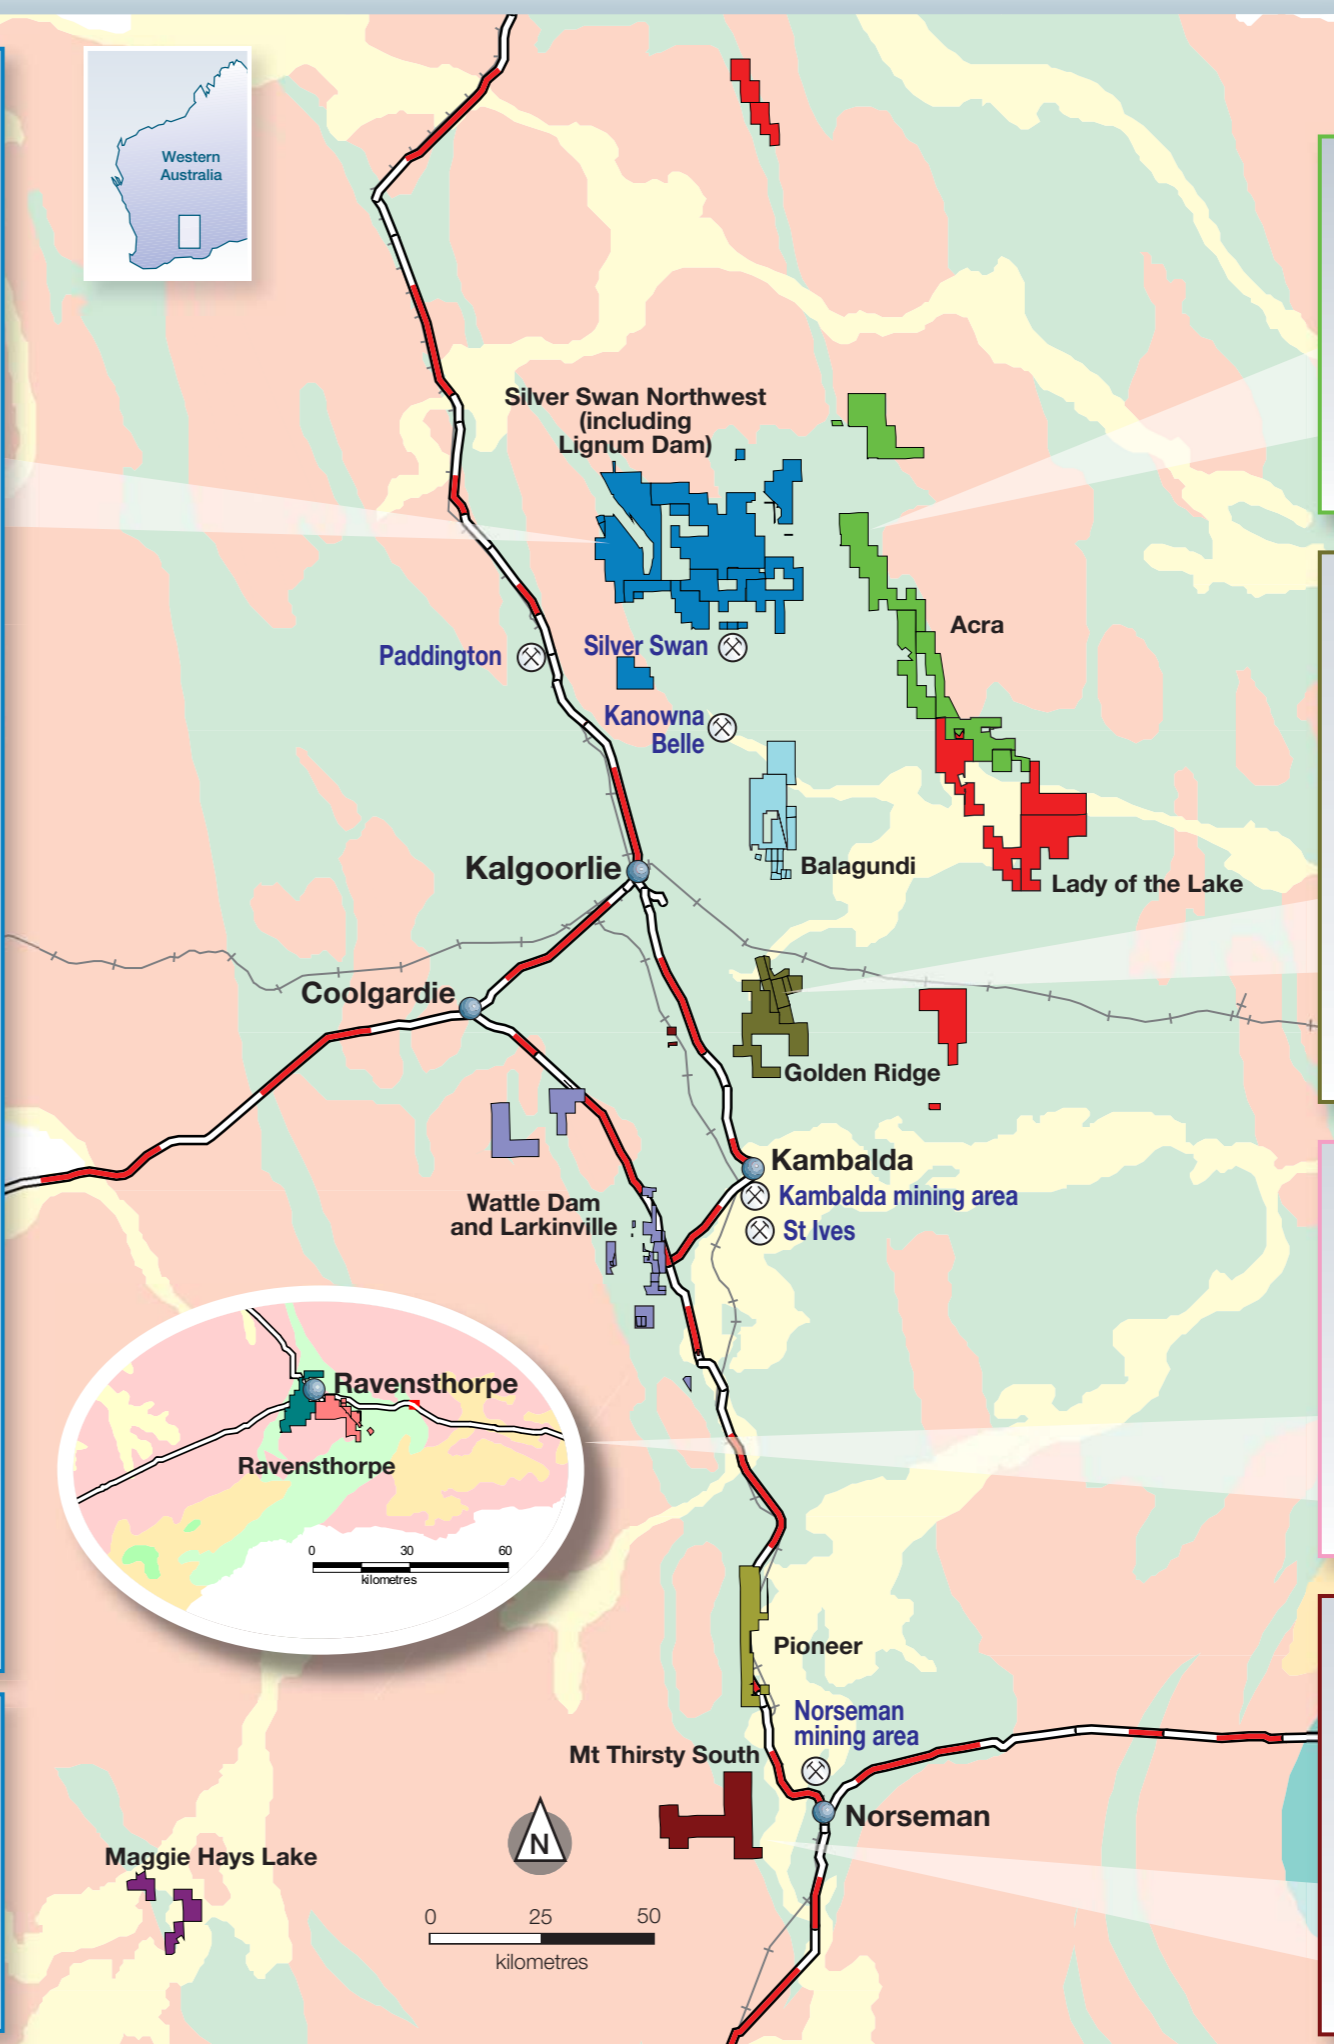 Western
Australia
Silver Swan Northwest
(including
Lignum Dam)
Acra
Paddington
Silver Swan
Kanowna
Belle
Kalgoorlie
Balagundi
Lady of the Lake
Coolgardie
Golden Ridge
Kambalda
Kambalda mining area
St Ives
Wattle Dam
and Larkinville
Ravensthorpe
Ravensthorpe
0 30 60
kilometres
Pioneer
Norseman
mining area
Mt Thirsty South
Norseman
N
Maggie Hays Lake
0 25 50
kilometres